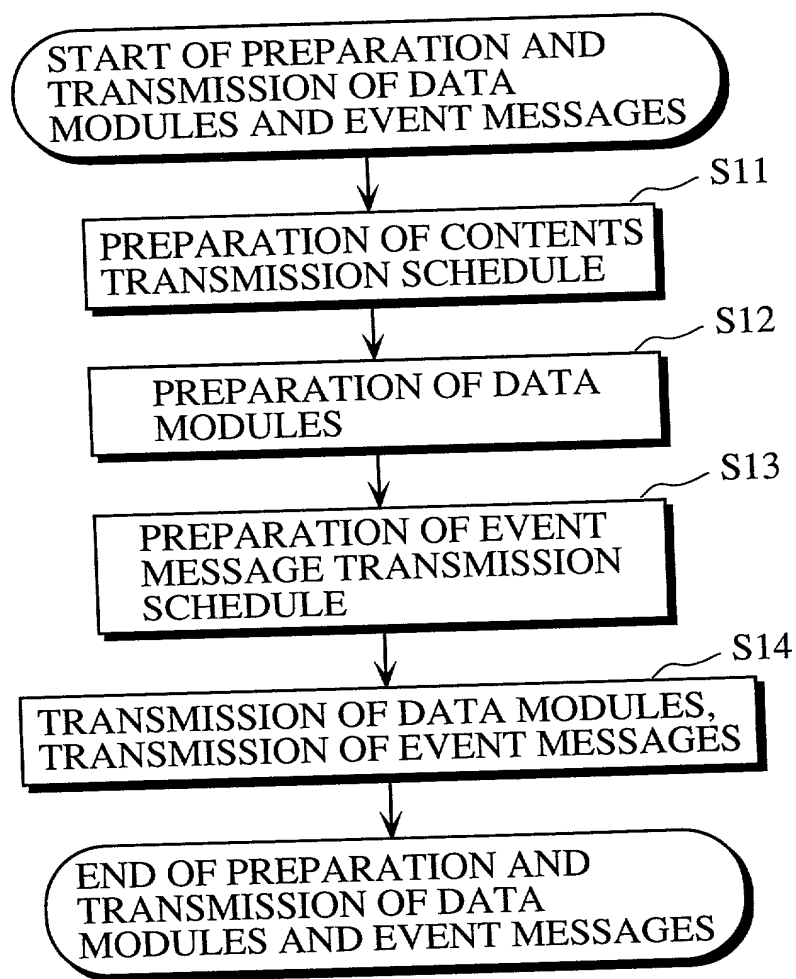 START OF PREPARATION AND
TRANSMISSION OF DATA
MODULES AND EVENT MESSAGES
S11
PREPARATION OF CONTENTS
TRANSMISSION SCHEDULE
S12
PREPARATION OF DATA
MODULES
S13
PREPARATION OF EVENT
MESSAGE TRANSMISSION
SCHEDULE
S14
TRANSMISSION OF DATA MODULES,
TRANSMISSION OF EVENT MESSAGES
END OF PREPARATION AND
TRANSMISSION OF DATA
MODULES AND EVENT MESSAGES